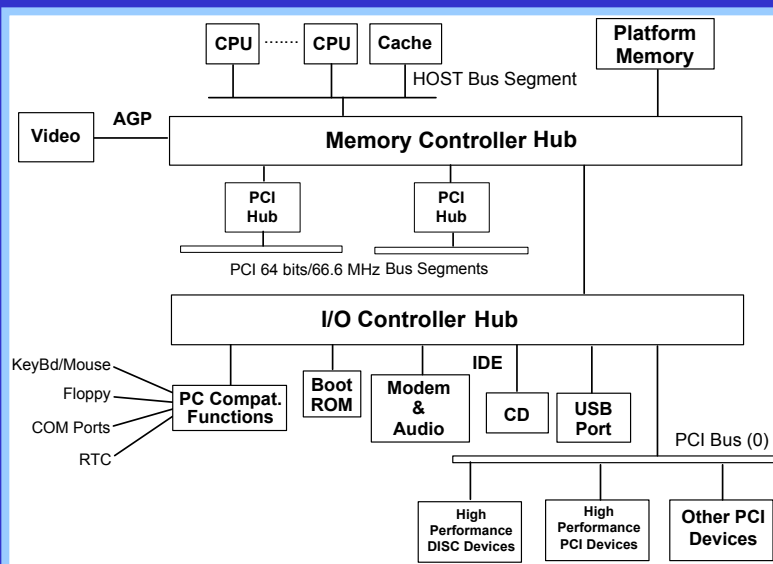 CPU ....... CPU Cache
Platform
Memory
HOST Bus Segment
AGP
Video
Memory Controller Hub
PCI
Hub
PCI
Hub
PCI 64 bits/66.6 MHz Bus Segments
I/O Controller Hub
KeyBd/Mouse
Floppy
COM Ports
RTC
PC Compat.
Functions
Boot
ROM
Modem
&
Audio
IDE
CD
USB
Port
PCI Bus (0)
High
Performance
DISC Devices
High
Performance
PCI Devices
Other PCI
Devices